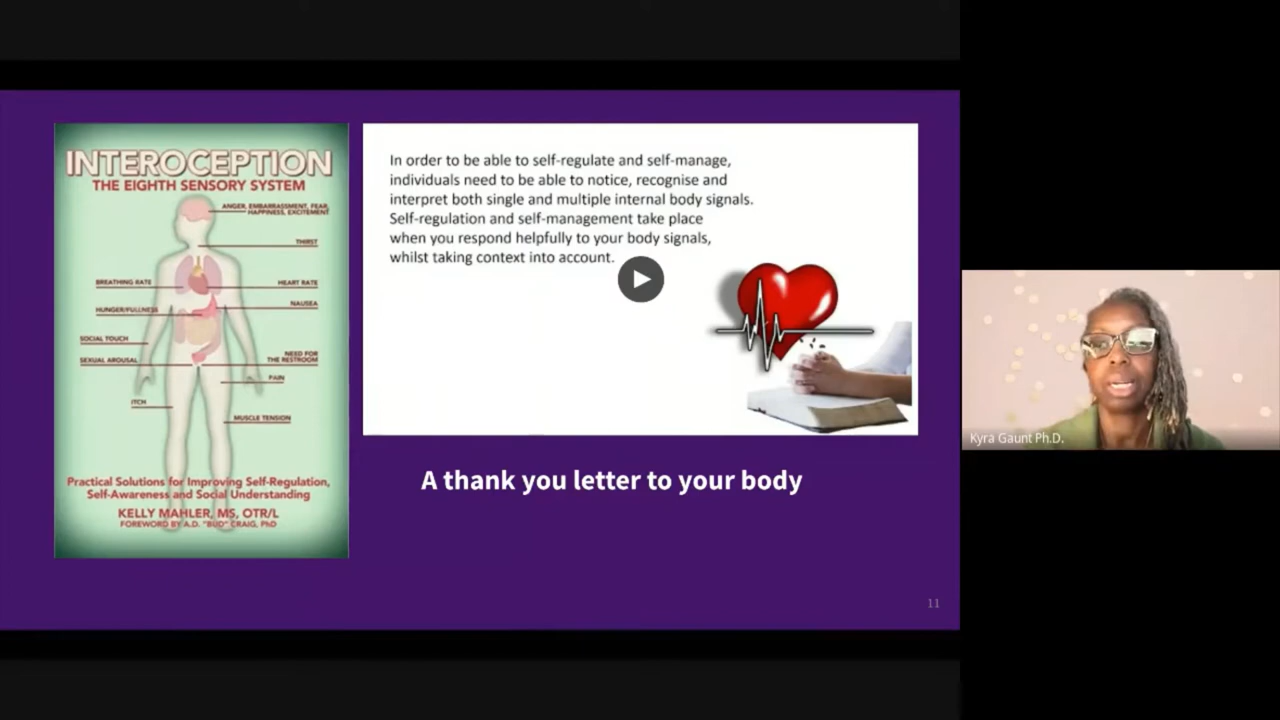 INTEROCEPTION
THE EIGHTH SENSORY SYSTEM
ANGER, EMBARRASSMENT, FEAR,
HAPPINESS, EXCITEMENT
THIRST
BREATHING RATE
HEART RATE
NAUSEA
HUNGER/FULLNESS
SOCIAL TOUCH
SEXUAL AROUSAL
NEED FOR
THE RESTROOM
PAIN
ITCH
MUSCLE TENSION
Practical Solutions for Improving Self-Regulation,
Self-Awareness and Social Understanding
KELLY MAHLER, MS, OTR/L
FOREWORD BY A.D. "BUD" CRAIG, PhD
In order to be able to self-regulate and self-manage,
individuals need to be able to notice, recognise and
interpret both single and multiple internal body signals.
Self-regulation and self-management take place
when you respond helpfully to your body signals,
whilst taking context into account.
A thank you letter to your body
11
Kyra Gaunt Ph.D.